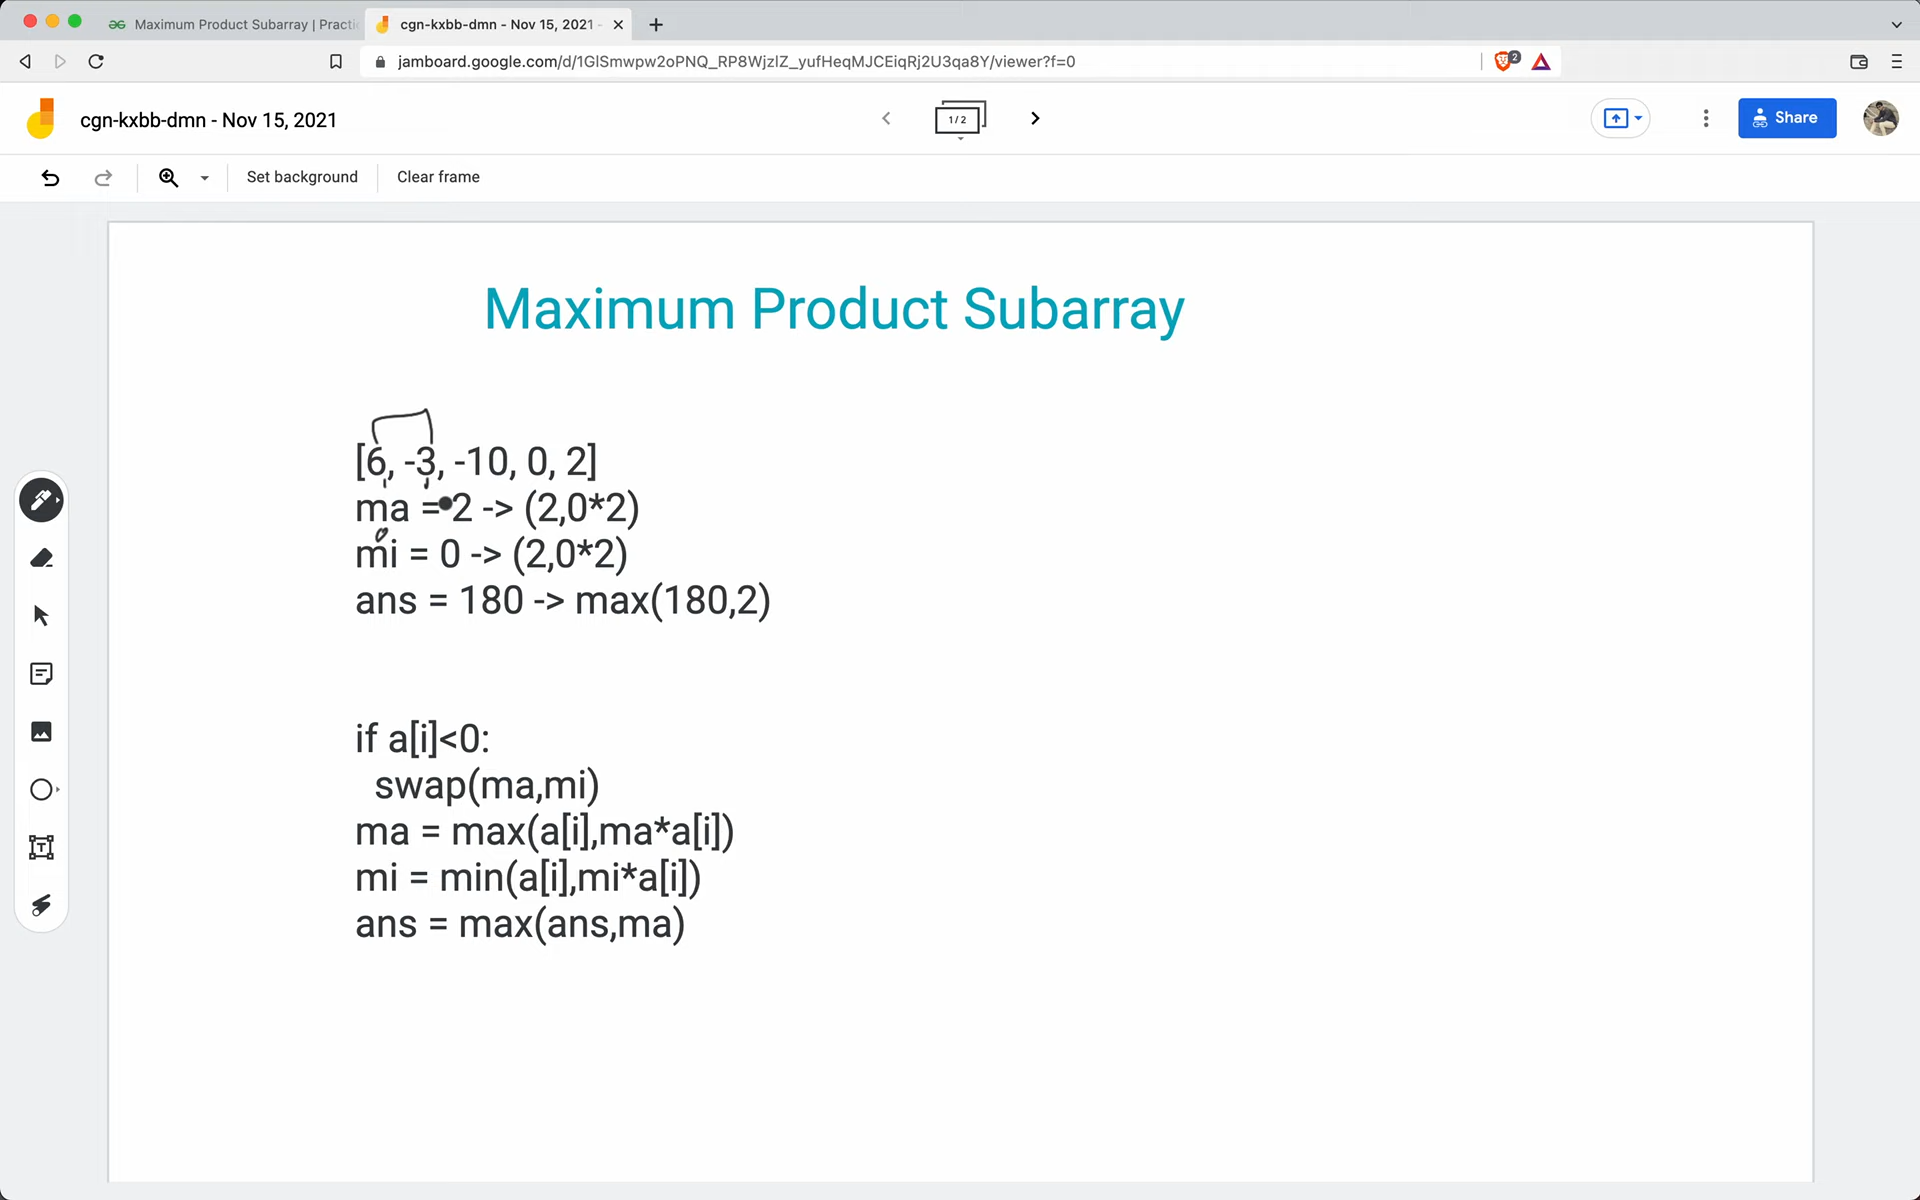 Maximum Product Subarray | Practi
cgn-kxbb-dmn - Nov 15, 2021 -
jamboard.google.com/d/1GlSmwpw2oPNQ_RP8WjzIZ_yufHeqMJCEiqRj2U3qa8Y/viewer?f=0
2
cgn-kxbb-dmn - Nov 15, 2021
1/2
Share
Set background
Clear frame
Maximum Product Subarray
[6, -3, -10, 0, 2]
ma = 2 -> (2,0*2)
mi = 0 -> (2,0*2)
ans = 180 -> max(180,2)
if a[i]<0:
swap(ma,mi)
ma = max(a[i],ma*a[i])
mi = min(a[i],mi*a[i])
ans = max(ans,ma)